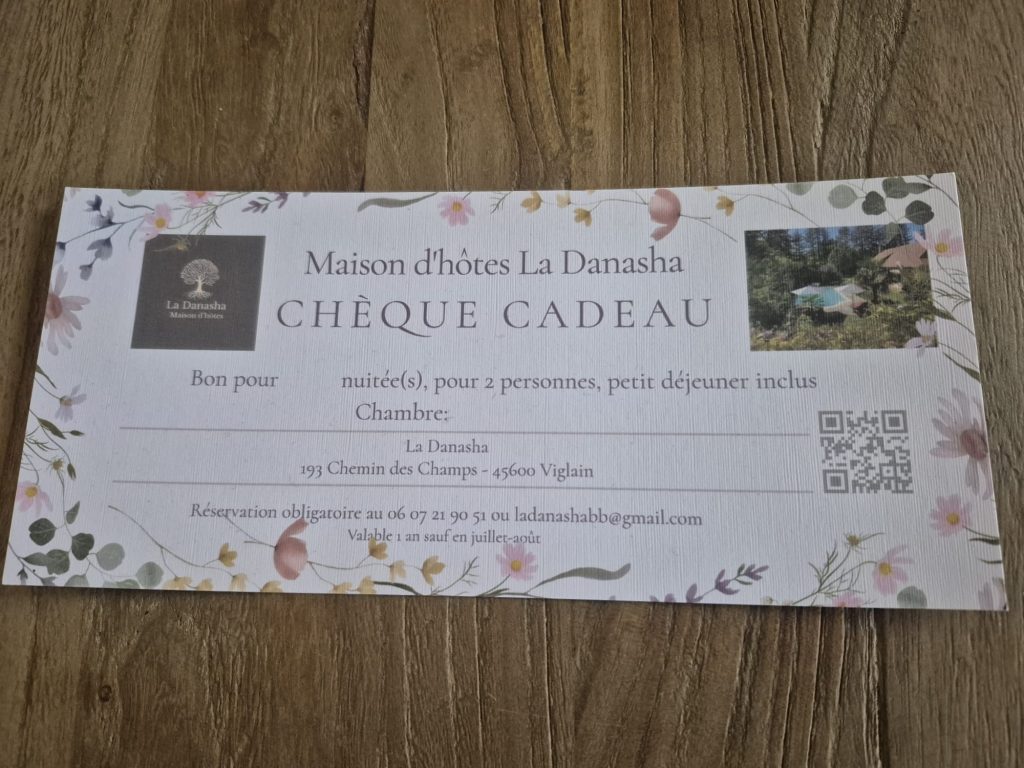 La Danasha
Maison d'hôtes
Maison d'hôtes La Danasha
CHÈQUE CADEAU
Bon pour nuitée(s), pour 2 personnes, petit déjeuner inclus
Chambre:
La Danasha
193 Chemin des Champs - 45600 Viglain
Réservation obligatoire au 06 07 21 90 51 ou ladanashabb@gmail.com
Valable 1 an sauf en juillet-août